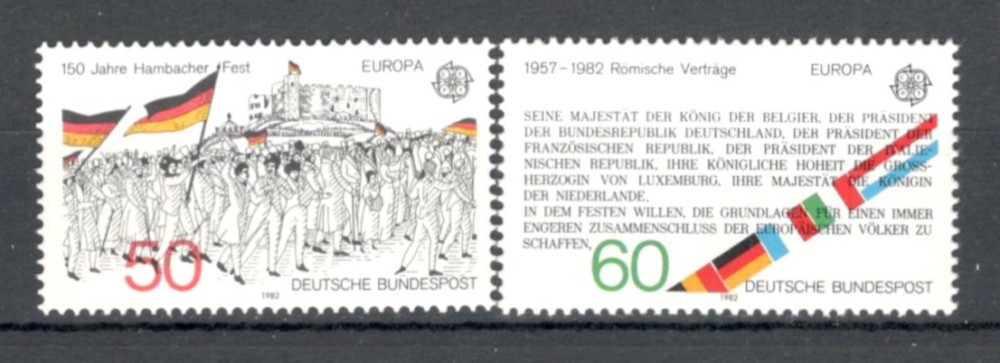 150 Jahre Hambacher Fest
EUROPA
CEPT
50
DEUTSCHE BUNDESPOST
1982
1957-1982 Römische Verträge
EUROPA
CEPT
SEINE MAJESTÄT DER KÖNIG DER BELGIER, DER PRÄSIDENT
DER BUNDESREPUBLIK DEUTSCHLAND, DER PRÄSIDENT DER
FRANZÖSISCHEN REPUBLIK, DER PRÄSIDENT DER ITALIE-
NISCHEN REPUBLIK, IHRE KÖNIGLICHE HOHEIT DIE GROSS-
HERZOGIN VON LUXEMBURG, IHRE MAJESTÄT DIE KÖNIGIN
DER NIEDERLANDE,
IN DEM FESTEN WILLEN, DIE GRUNDLAGEN FÜR EINEN IMMER
ENGEREN ZUSAMMENSCHLUSS DER EUROPÄISCHEN VÖLKER ZU
SCHAFFEN,
60
DEUTSCHE BUNDESPOST
1982